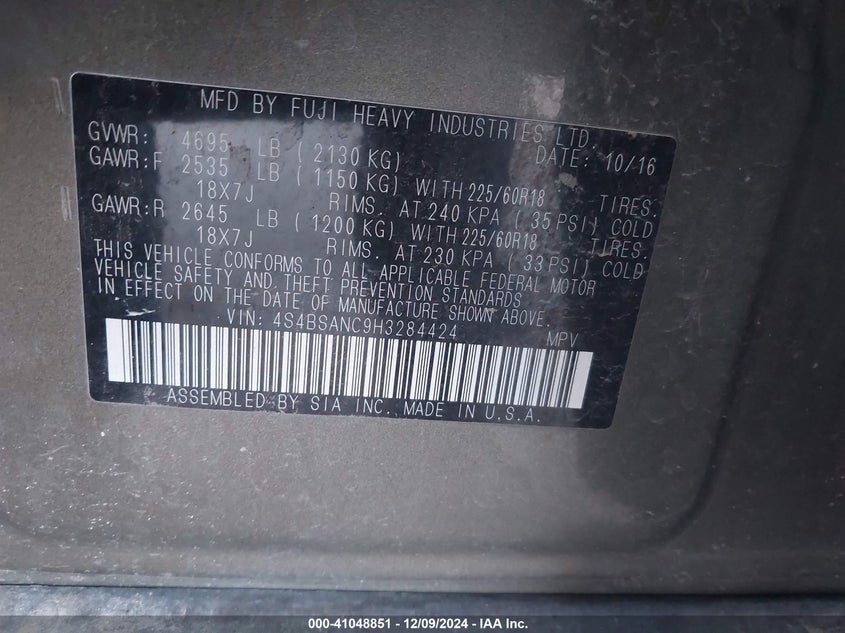 MFD BY FUJI HEAVY INDUSTRIES LTD.
GVWR: 4695 LB ( 2130 KG) DATE: 10/16
GAWR:F 2535 LB ( 1150 KG) WITH 225/60R18 TIRES.
18X7J RIMS. AT 240 KPA ( 35 PSI) COLD
GAWR:R 2645 LB ( 1200 KG) WITH 225/60R18 TIRES.
18X7J RIMS. AT 230 KPA ( 33 PSI) COLD
THIS VEHICLE CONFORMS TO ALL APPLICABLE FEDERAL MOTOR
VEHICLE SAFETY AND THEFT PREVENTION STANDARDS
IN EFFECT ON THE DATE OF MANUFACTURE SHOWN ABOVE.
VIN: 4S4BSANC9H3284424 MPV
ASSEMBLED BY SIA INC. MADE IN U.S.A.
000-41048851 - 12/09/2024 - IAA Inc.